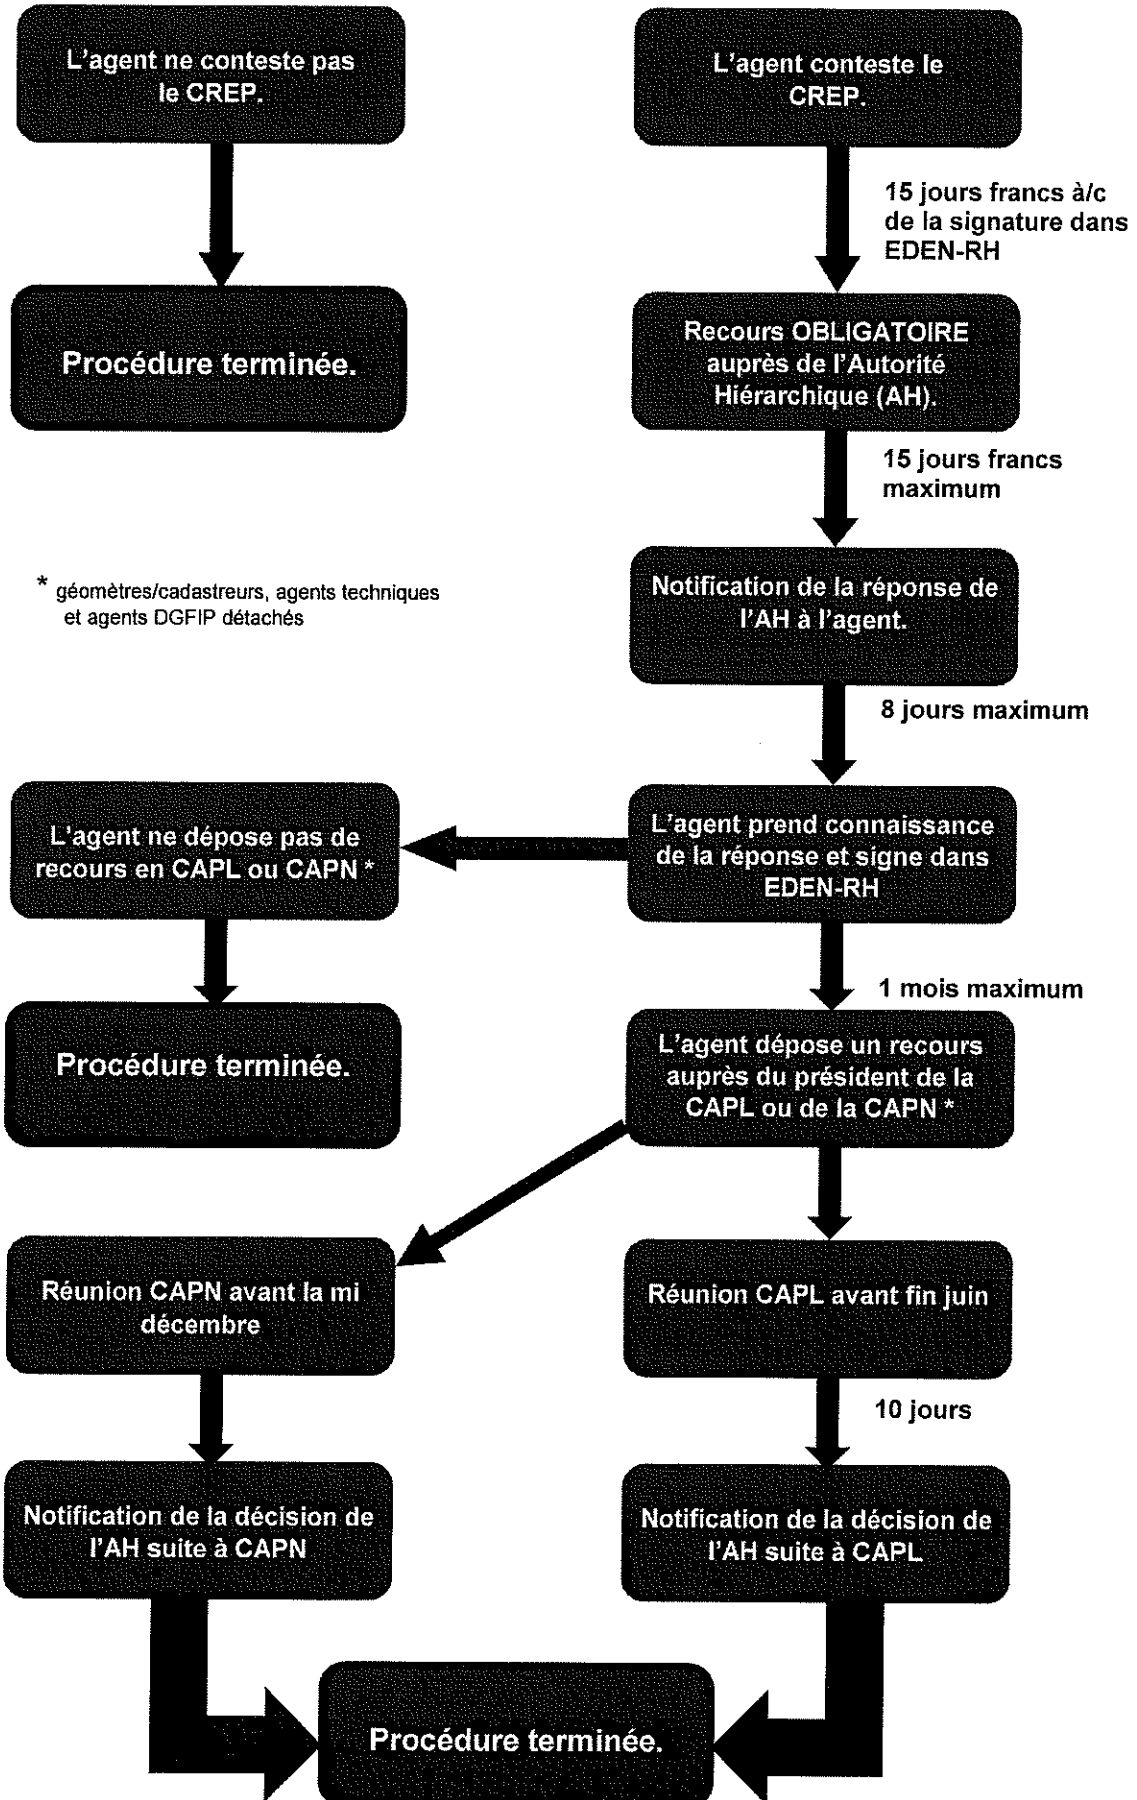 L'agent ne conteste pas
le CREP.
L'agent conteste le
CREP.
15 jours francs à/c
de la signature dans
EDEN-RH
Procédure terminée.
Recours OBLIGATOIRE
auprès de l'Autorité
Hiérarchique (AH).
15 jours francs
maximum
* géomètres/cadastreurs, agents techniques
et agents DGFIP détachés
Notification de la réponse de
l'AH à l'agent.
8 jours maximum
L'agent ne dépose pas de
recours en CAPL ou CAPN *
L'agent prend connaissance
de la réponse et signe dans
EDEN-RH
1 mois maximum
Procédure terminée.
L'agent dépose un recours
auprès du président de la
CAPL ou de la CAPN *
Réunion CAPN avant la mi
décembre
Réunion CAPL avant fin juin
10 jours
Notification de la décision de
l'AH suite à CAPN
Notification de la décision de
l'AH suite à CAPL
Procédure terminée.